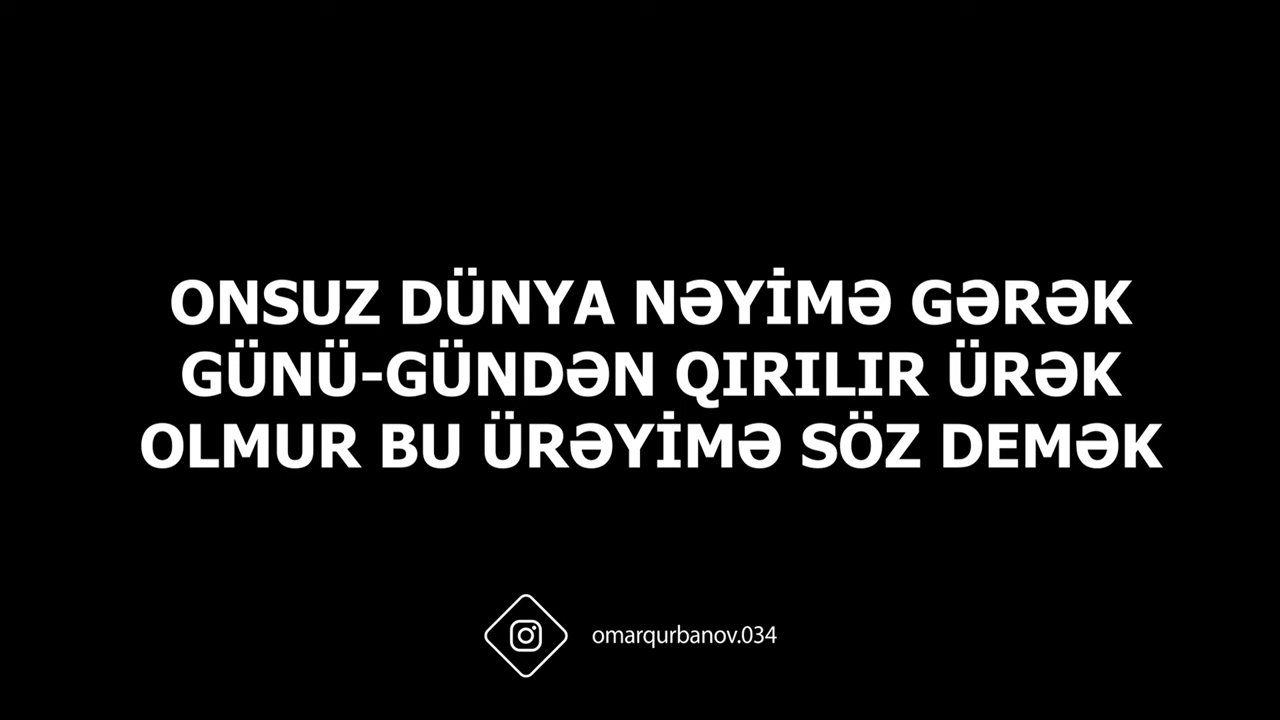 ONSUZ DÜNYA NƏYİMƏ GƏRƏK
GÜNÜ-GÜNDƏN QIRILIR ÜRƏK
OLMUR BU ÜRƏYİMƏ SÖZ DEMƏK
omarqurbanov.034